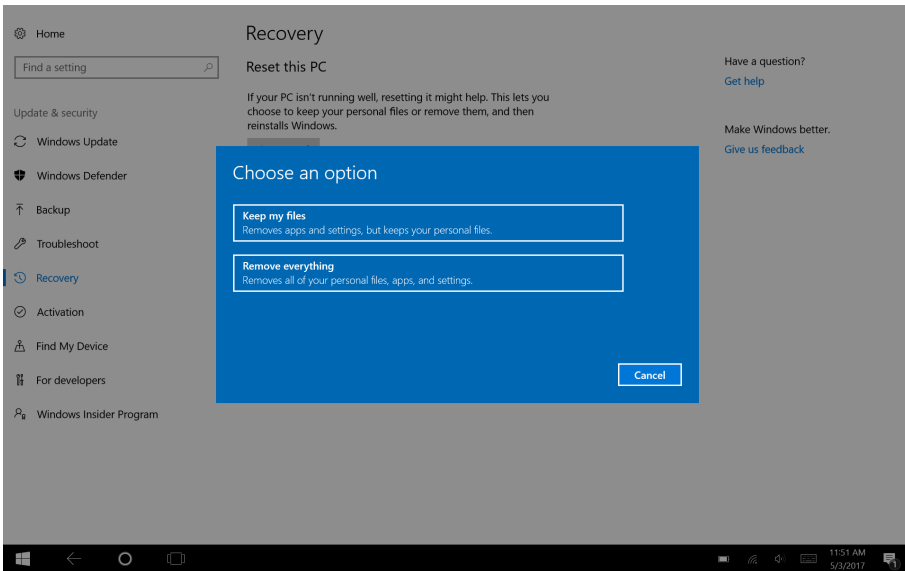 Home
Find a setting
Update & security
Windows Update
Windows Defender
Backup
Troubleshoot
Recovery
Activation
Find My Device
For developers
Windows Insider Program
Recovery
Reset this PC
If your PC isn't running well, resetting it might help. This lets you
choose to keep your personal files or remove them, and then
reinstalls Windows.
Have a question?
Get help
Make Windows better.
Give us feedback
Choose an option
Keep my files
Removes apps and settings, but keeps your personal files.
Remove everything
Removes all of your personal files, apps, and settings.
Cancel
11:51 AM
5/3/2017
1